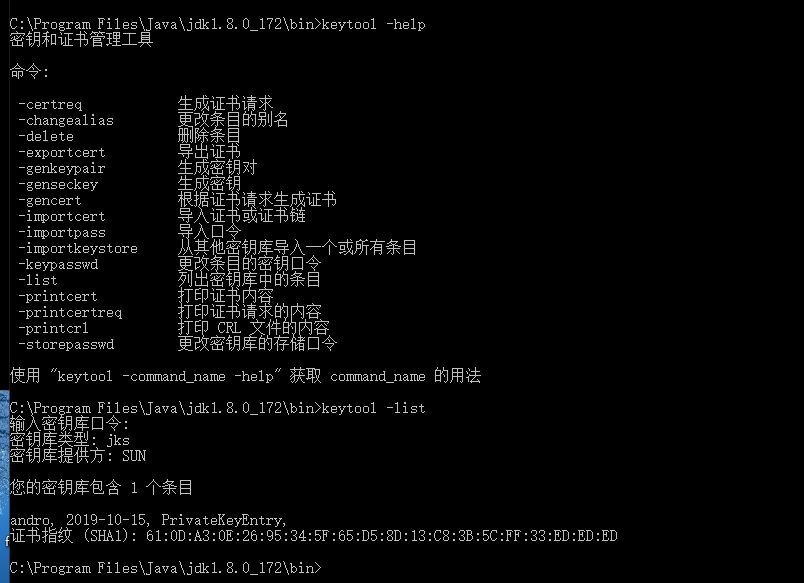 C:\Program Files\Java\jdk1.8.0_172\bin>keytool -help
密钥和证书管理工具
命令:
-certreq 生成证书请求
-changealias 更改条目的别名
-delete 删除条目
-exportcert 导出证书
-genkeypair 生成密钥对
-genseckey 生成密钥
-gencert 根据证书请求生成证书
-importcert 导入证书或证书链
-importpass 导入口令
-importkeystore 从其他密钥库导入一个或所有条目
-keypasswd 更改条目的密钥口令
-list 列出密钥库中的条目
-printcert 打印证书内容
-printcertreq 打印证书请求的内容
-printcrl 打印 CRL 文件的内容
-storepasswd 更改密钥库的存储口令
使用 "keytool -command_name -help" 获取 command_name 的用法
C:\Program Files\Java\jdk1.8.0_172\bin>keytool -list
输入密钥库口令:
密钥库类型: jks
密钥库提供方: SUN
您的密钥库包含 1 个条目
andro, 2019-10-15, PrivateKeyEntry,
证书指纹 (SHA1): 61:0D:A3:0E:26:95:34:5F:65:D5:8D:13:C8:3B:5C:FF:33:ED:ED:ED
C:\Program Files\Java\jdk1.8.0_172\bin>